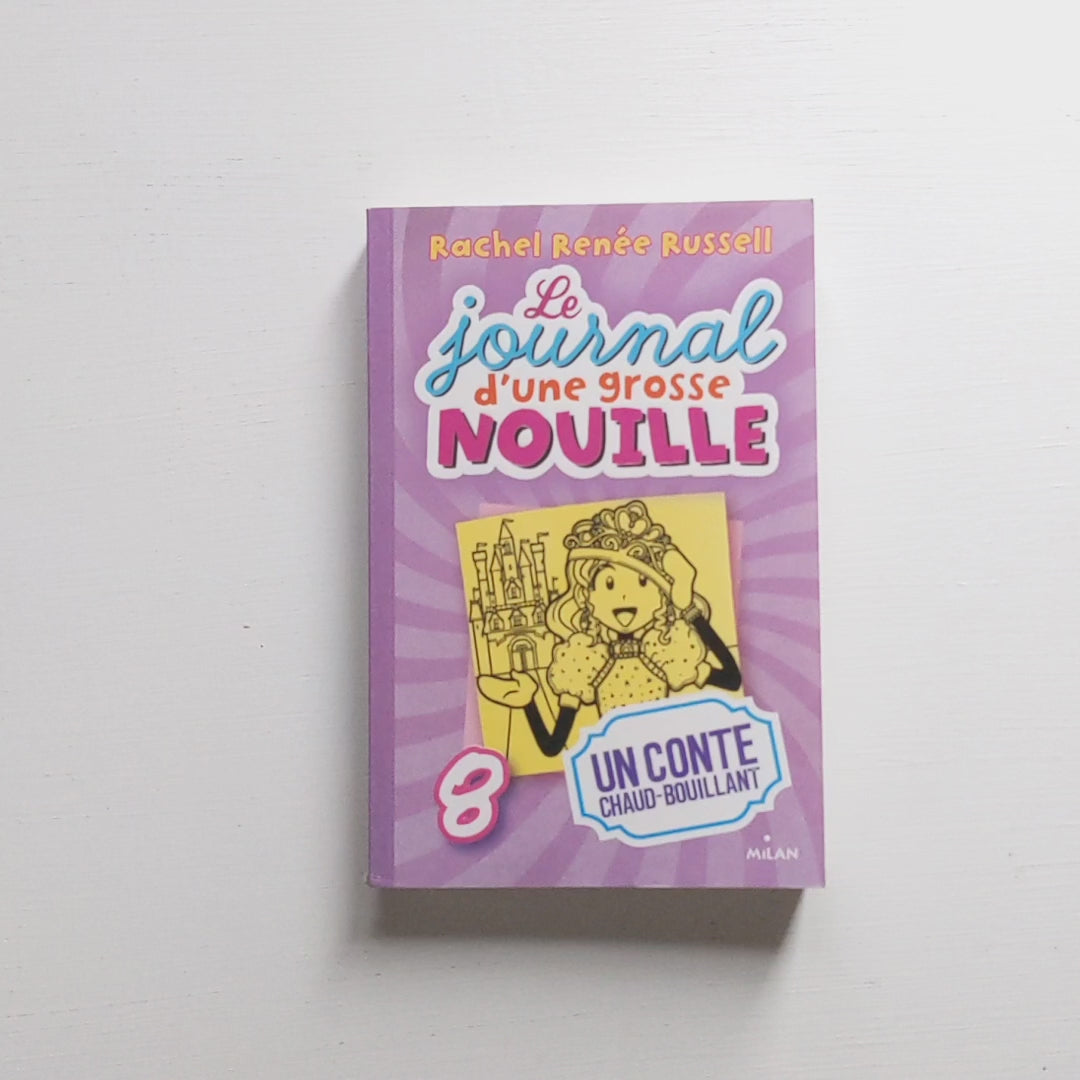 Rachel Renée Russell
Le
journal
d'une grosse
NOUILLE
8
UN CONTE
CHAUD-BOUILLANT
MiLAN